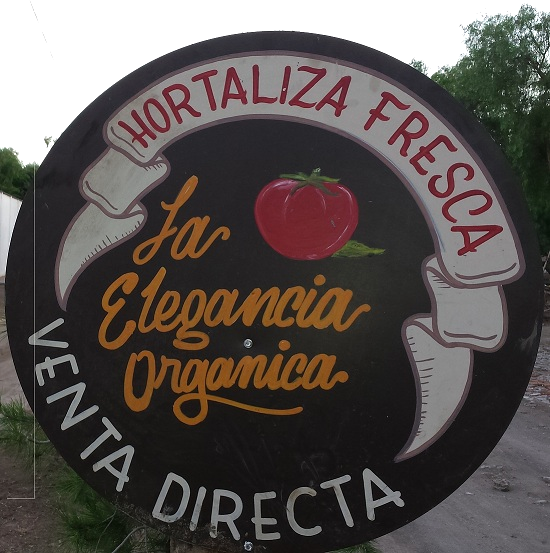 HORTALIZA FRESCA
La
Elegancia
Organica
VENTA DIRECTA